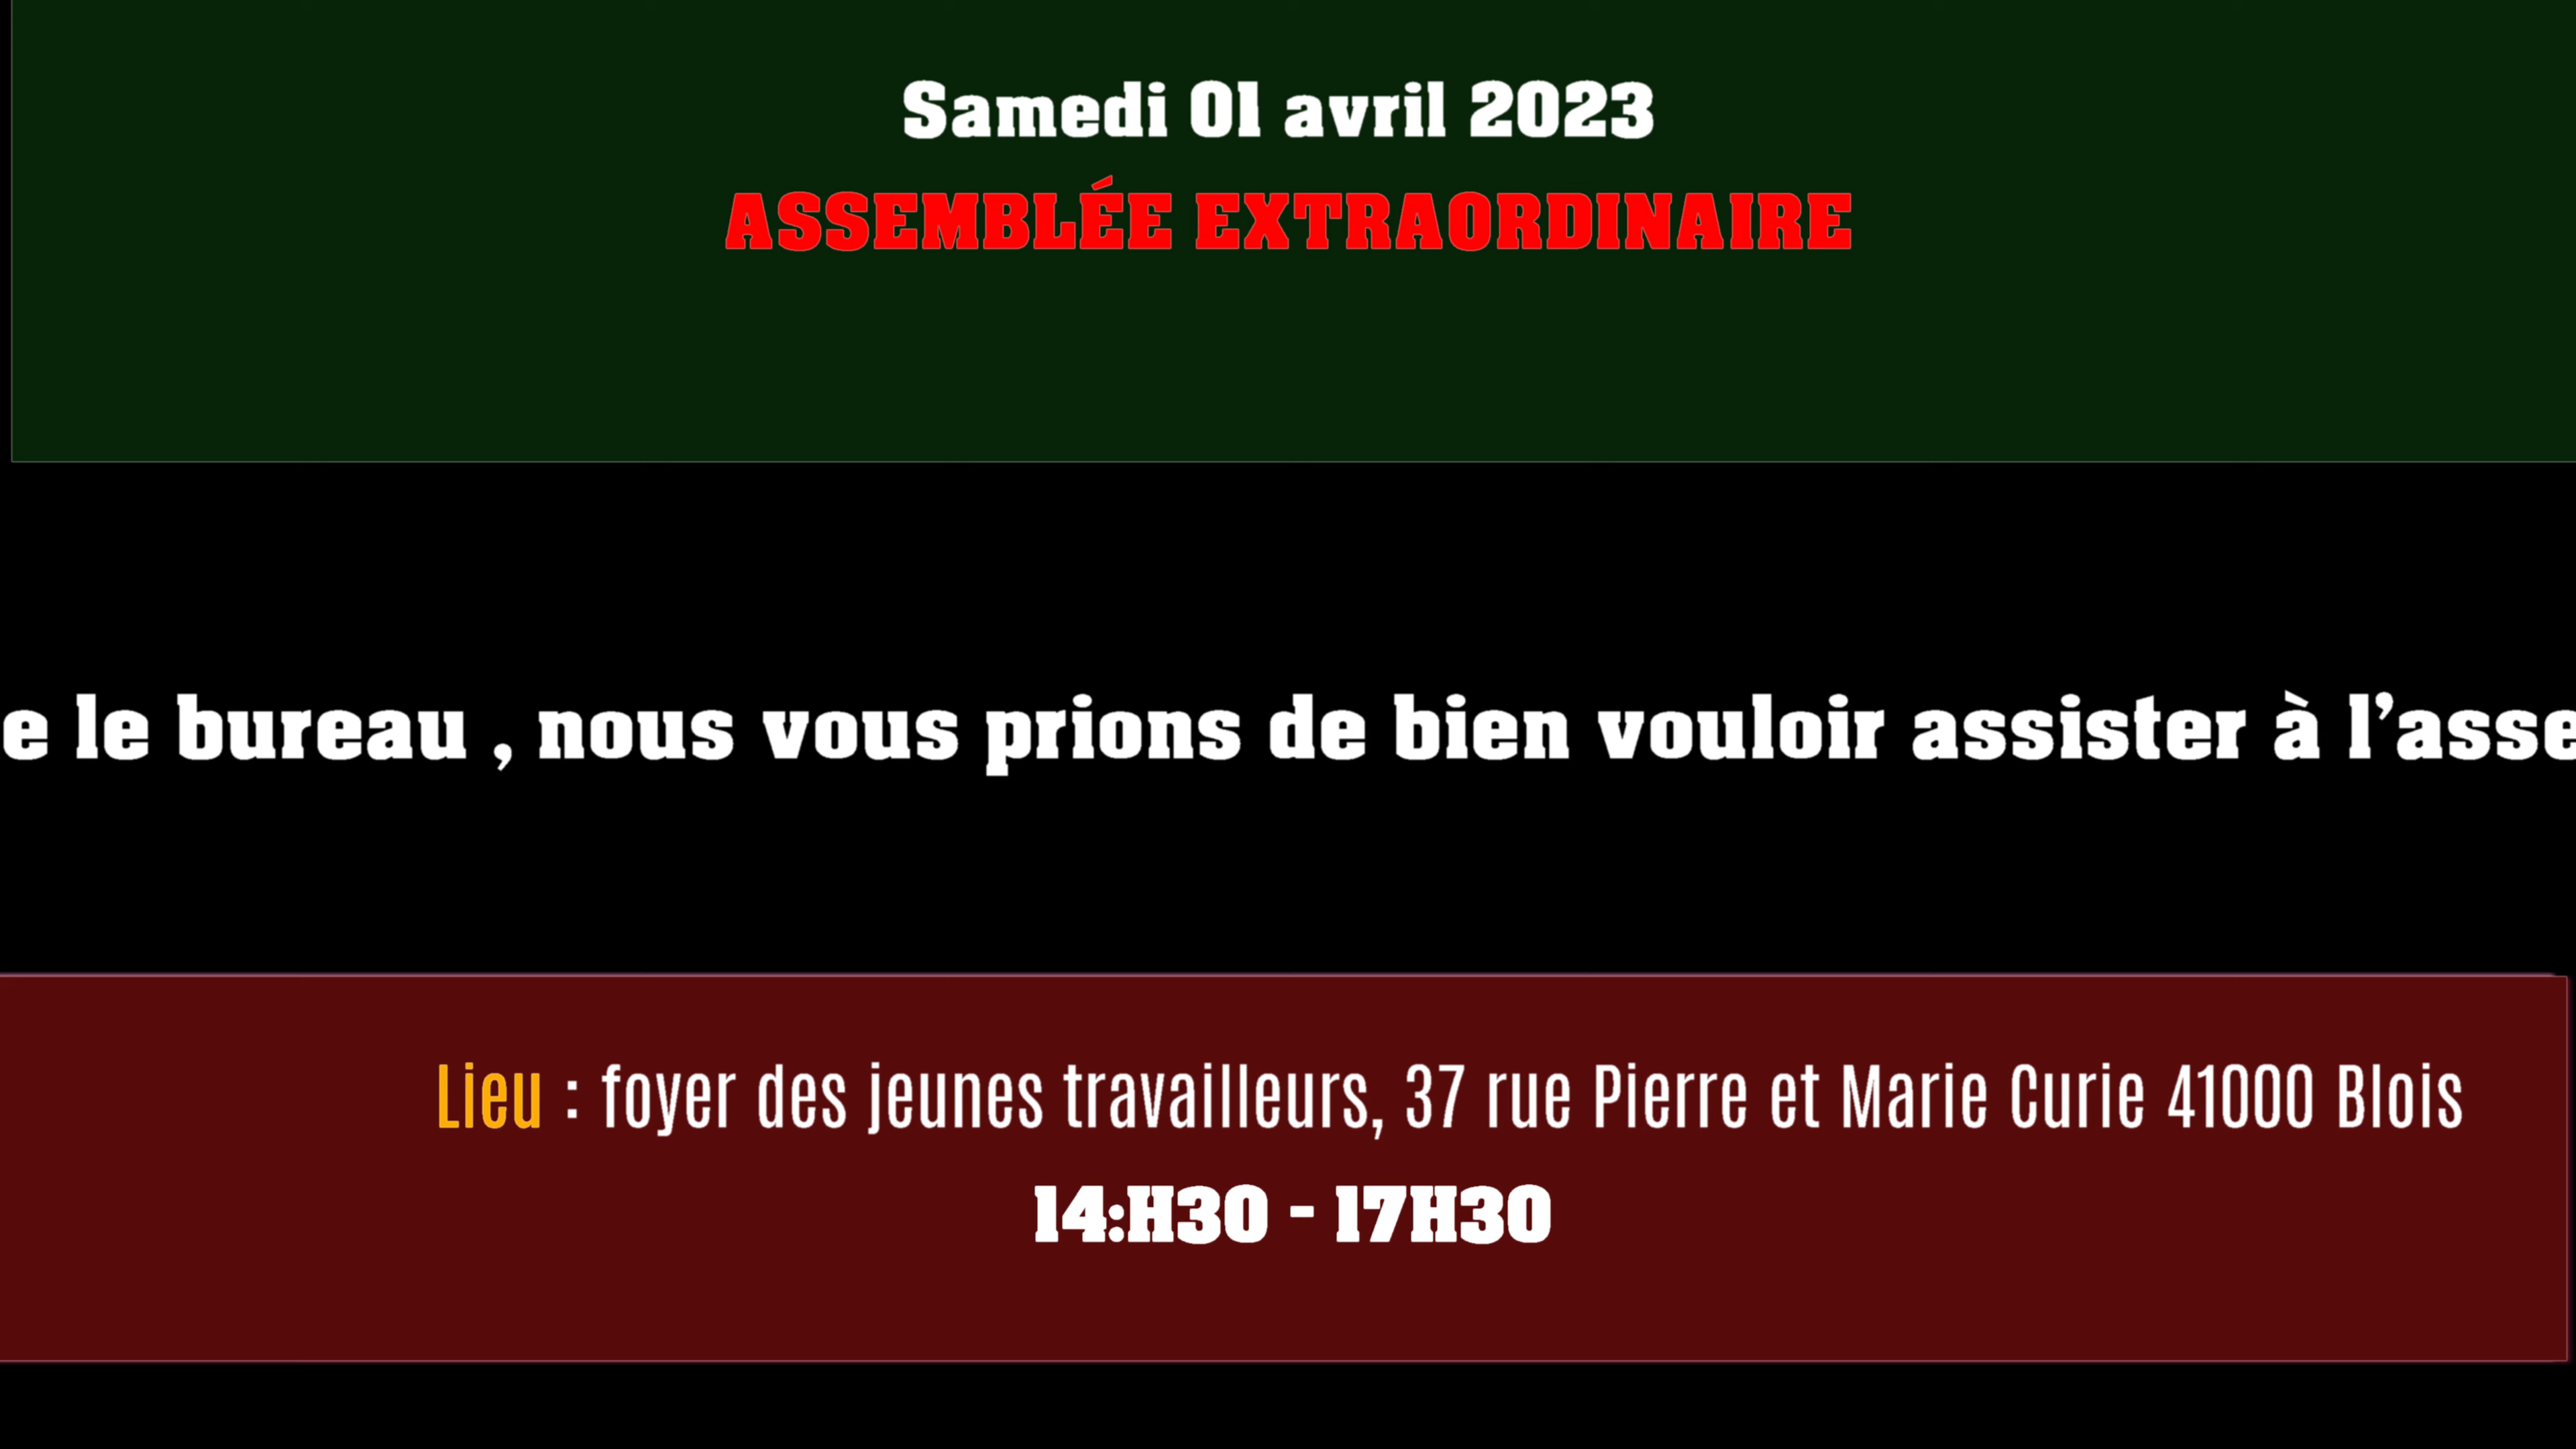 Samedi 01 avril 2023
ASSEMBLÉE EXTRAORDINAIRE
le bureau , nous vous prions de bien vouloir assister à
Lieu : foyer des jeunes travailleurs, 37 rue Pierre et Marie Curie 41000 Blois
14:H30 - 17H30